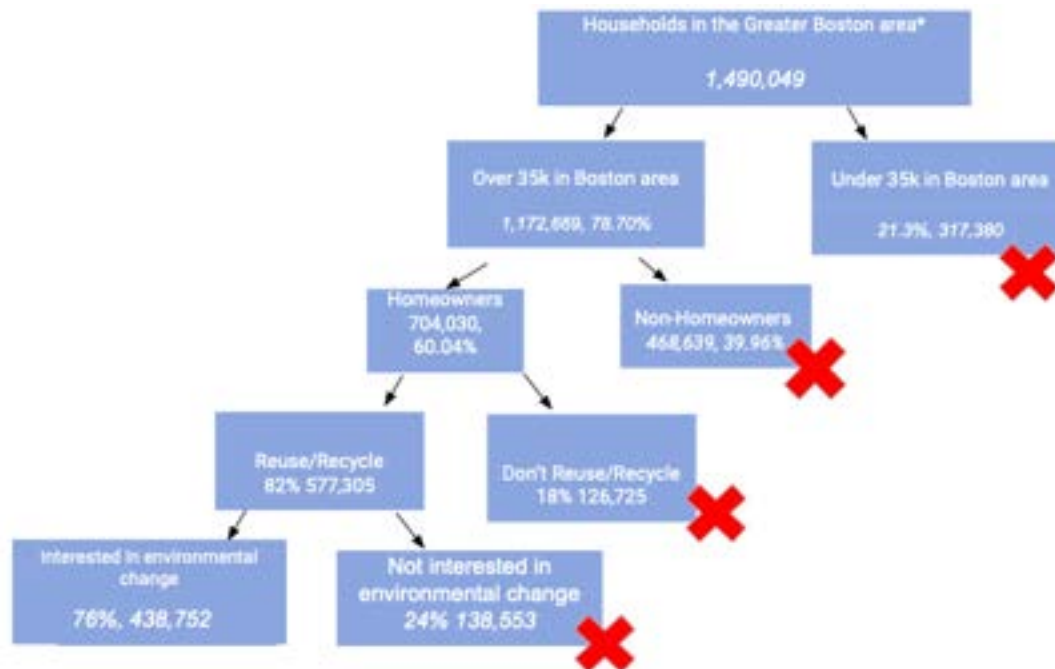 Households in the Greater Boston area*
1,490,049
Over 35k in Boston area
1,172,669, 78.70%
Under 35k in Boston area
21.3%, 317,380
Homeowners
704,030,
60.04%
Non-Homeowners
468,639, 39.96%
Reuse/Recycle
82% 577,305
Don't Reuse/Recycle
18% 126,725
Interested in environmental
change
76%, 438,752
Not interested in
environmental change
24% 138,553